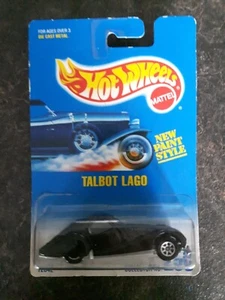 FOR AGES OVER 3
DIE CAST METAL
Hot Wheels
MATTEL
NEW
PAINT
STYLE
TALBOT LAGO